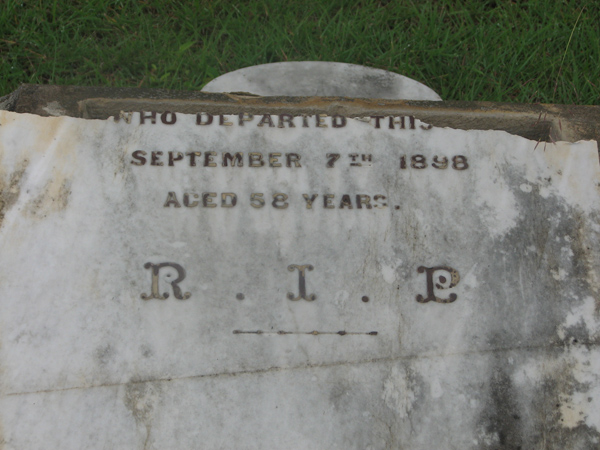 WHO DEPARTED THIS
SEPTEMBER 7TH 1898
AGED 58 YEARS.
R. I. P